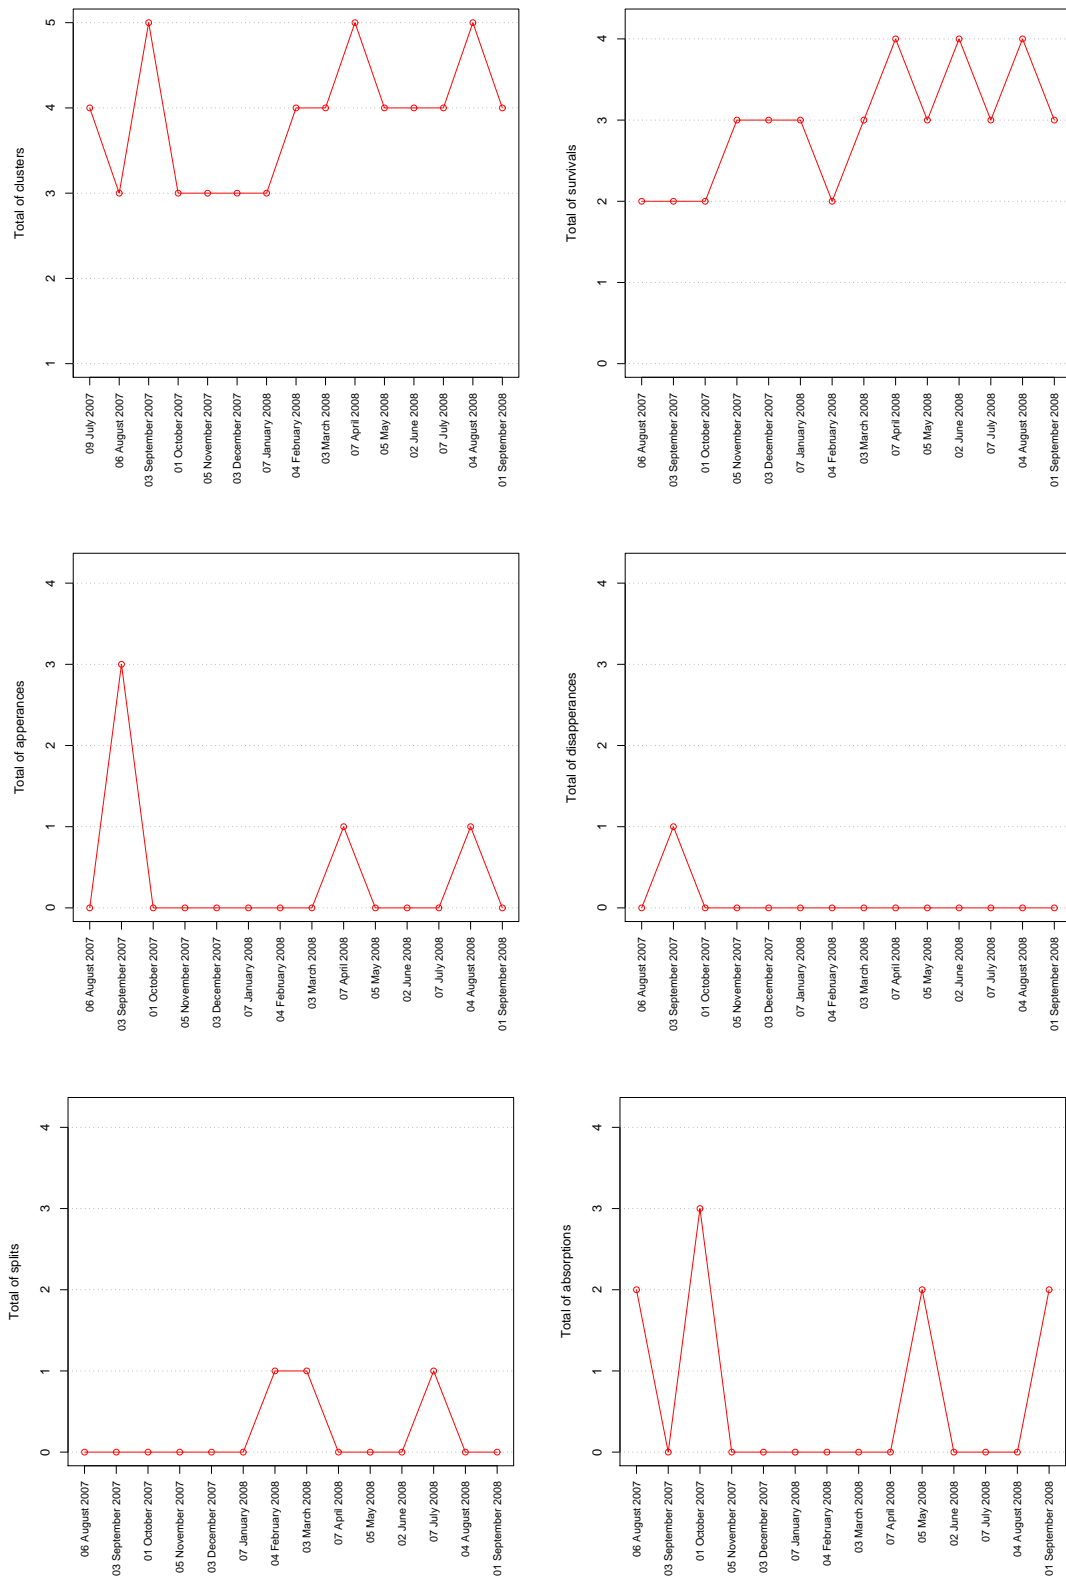 Total of clusters
5
4
3
2
1
09 July 2007
06 August 2007
03 September 2007
01 October 2007
05 November 2007
03 December 2007
07 January 2008
04 February 2008
03 March 2008
07 April 2008
05 May 2008
02 June 2008
07 July 2008
04 August 2008
01 September 2008
Total of survivals
4
3
2
1
0
06 August 2007
03 September 2007
01 October 2007
05 November 2007
03 December 2007
07 January 2008
04 February 2008
03 March 2008
07 April 2008
05 May 2008
02 June 2008
07 July 2008
04 August 2008
01 September 2008
Total of apperances
4
3
2
1
0
06 August 2007
03 September 2007
01 October 2007
05 November 2007
03 December 2007
07 January 2008
04 February 2008
03 March 2008
07 April 2008
05 May 2008
02 June 2008
07 July 2008
04 August 2008
01 September 2008
Total of disapperances
4
3
2
1
0
06 August 2007
03 September 2007
01 October 2007
05 November 2007
03 December 2007
07 January 2008
04 February 2008
03 March 2008
07 April 2008
05 May 2008
02 June 2008
07 July 2008
04 August 2008
01 September 2008
Total of splits
4
3
2
1
0
06 August 2007
03 September 2007
01 October 2007
05 November 2007
03 December 2007
07 January 2008
04 February 2008
03 March 2008
07 April 2008
05 May 2008
02 June 2008
07 July 2008
04 August 2008
01 September 2008
Total of absorptions
4
3
2
1
0
06 August 2007
03 September 2007
01 October 2007
05 November 2007
03 December 2007
07 January 2008
04 February 2008
03 March 2008
07 April 2008
05 May 2008
02 June 2008
07 July 2008
04 August 2008
01 September 2008